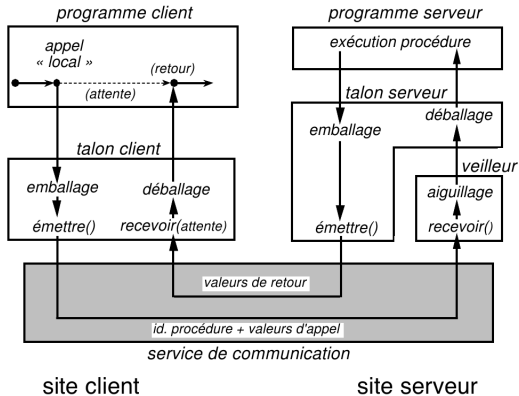 programme client
programme serveur
appel
« local »
(retour)
(attente)
exécution procédure
talon serveur
emballage
déballage
talon client
veilleur
emballage
déballage
aiguillage
émettre()
recevoir(attente)
émettre()
recevoir()
valeurs de retour
id. procédure + valeurs d'appel
service de communication
site client
site serveur